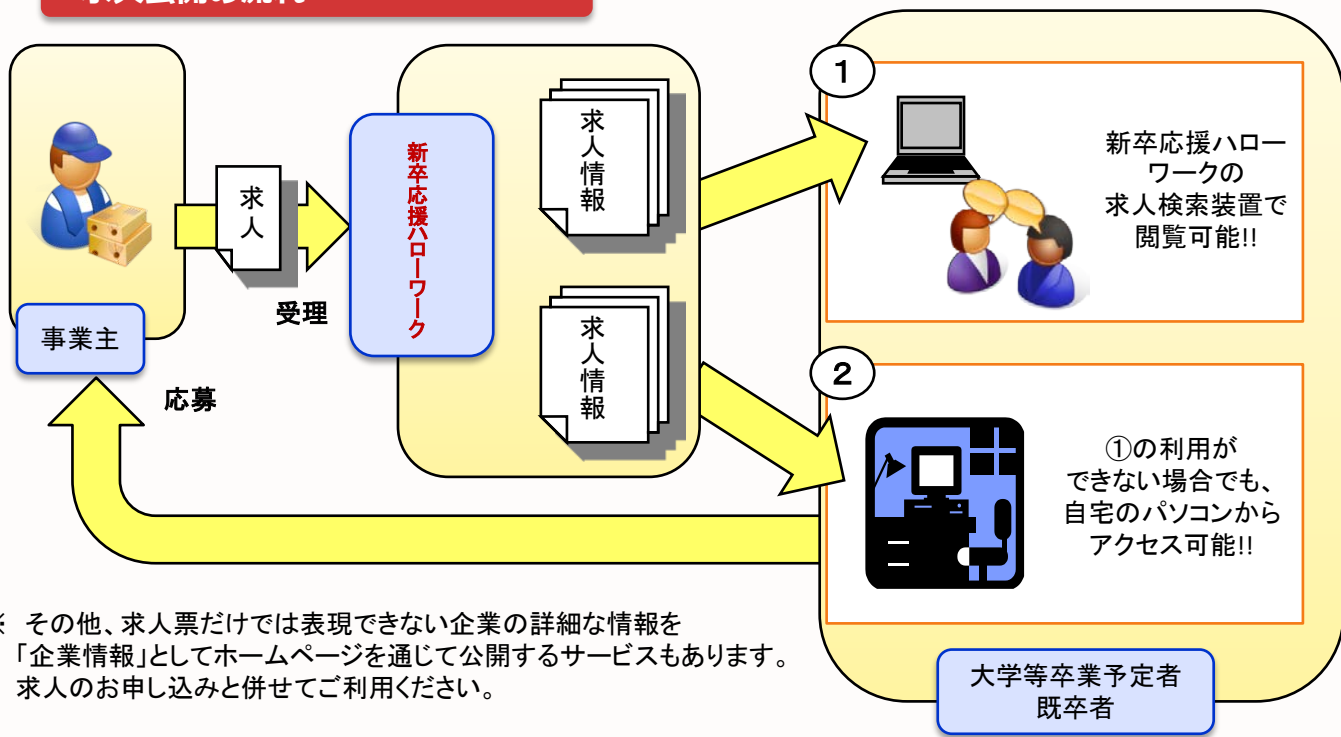 ①
新卒応援ハロー
ワークの
求人検索装置で
閲覧可能!!
求人情報
求人
新卒応援ハローワーク
受理
事業主
求人情報
②
①の利用が
できない場合でも、
自宅のパソコンから
アクセス可能!!
応募
※ その他、求人票だけでは表現できない企業の詳細な情報を
「企業情報」としてホームページを通じて公開するサービスもあります。
求人のお申し込みと併せてご利用ください。
大学等卒業予定者
既卒者